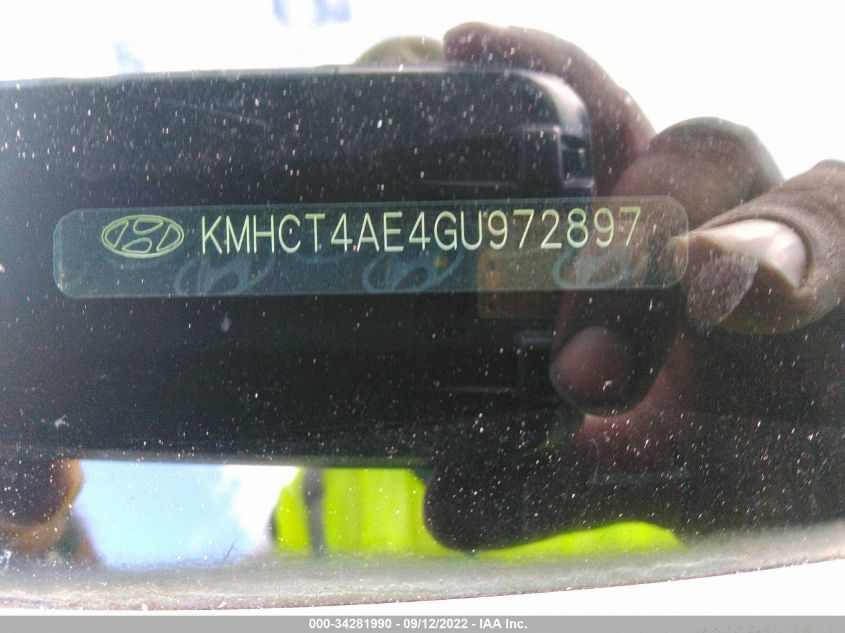 KMHCT4AE4GU972897
000-34281990 - 09/12/2022 - IAA Inc.